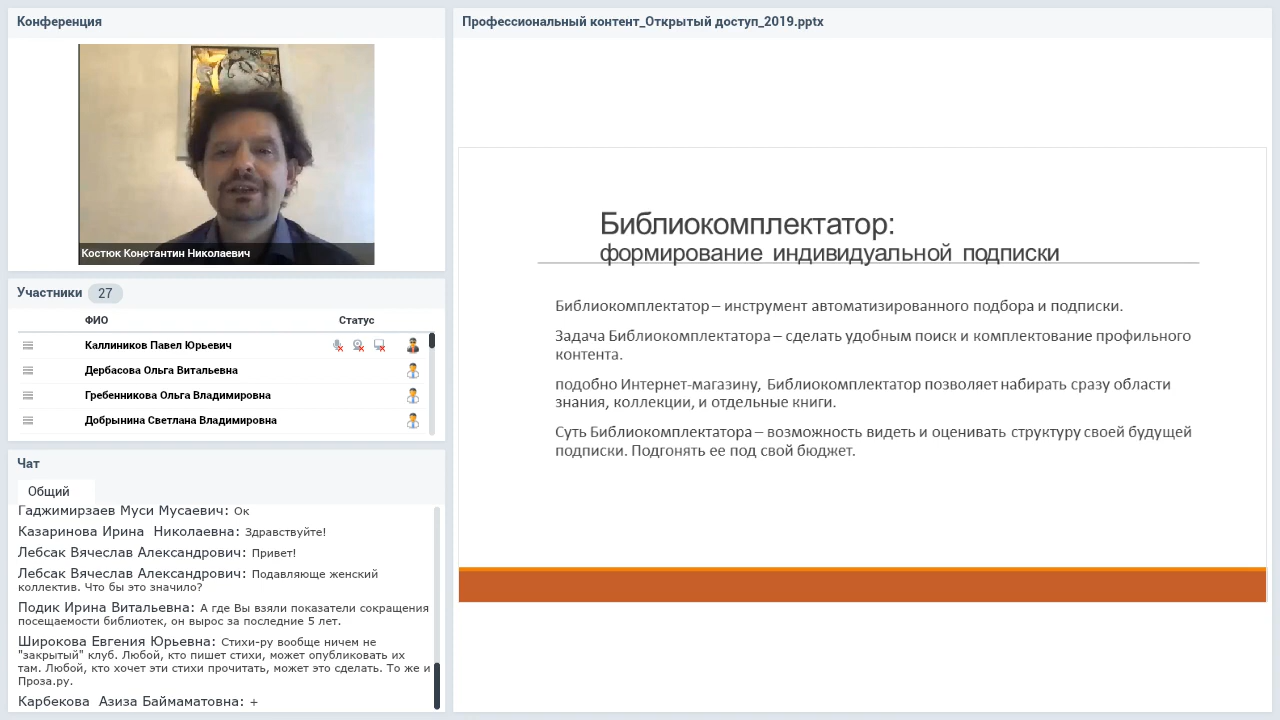 Конференция
Костюк Константин Николаевич
Участники 27
ФИО Статус
Каллиников Павел Юрьевич
Дербасова Ольга Витальевна
Гребенникова Ольга Владимировна
Добрынина Светлана Владимировна
Чат
Общий
Гаджимирзаев Муси Мусаевич: Ок
Казаринова Ирина  Николаевна: Здравствуйте!
Лебсак Вячеслав Александрович: Привет!
Лебсак Вячеслав Александрович: Подавляюще женский
коллектив. Что бы это значило?
Подик Ирина Витальевна: А где Вы взяли показатели сокращения
посещаемости библиотек, он вырос за последние 5 лет.
Широкова Евгения Юрьевна: Стихи-ру вообще ничем не
"закрытый" клуб. Любой, кто пишет стихи, может опубликовать их
там. Любой, кто хочет эти стихи прочитать, может это сделать. То же и
Проза.ру.
Карбекова  Азиза Баймаматовна: +
Профессиональный контент_Открытый доступ_2019.pptx
Библиокомплектатор:
формирование индивидуальной подписки
Библиокомплектатор – инструмент автоматизированного подбора и подписки.
Задача Библиокомплектатора – сделать удобным поиск и комплектование профильного
контента.
подобно Интернет-магазину, Библиокомплектатор позволяет набирать сразу области
знания, коллекции, и отдельные книги.
Суть Библиокомплектатора – возможность видеть и оценивать структуру своей будущей
подписки. Подгонять ее под свой бюджет.